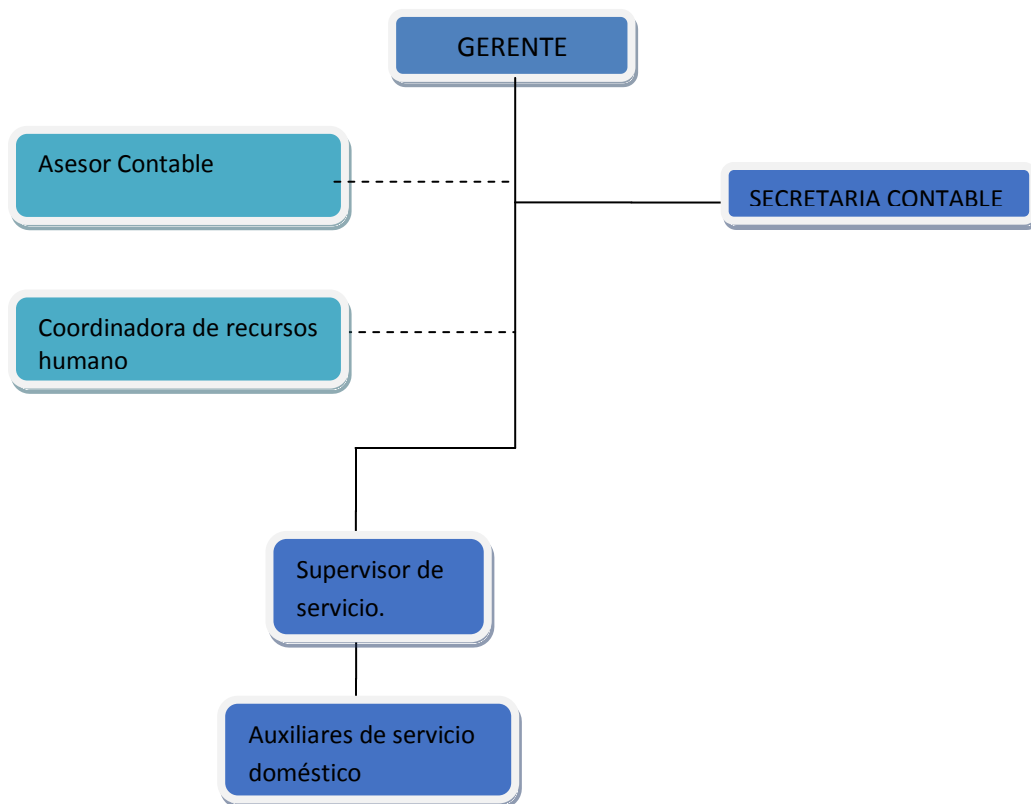 GERENTE
Asesor Contable
SECRETARIA CONTABLE
Coordinadora de recursos
humano
Supervisor de
servicio.
Auxiliares de servicio
doméstico